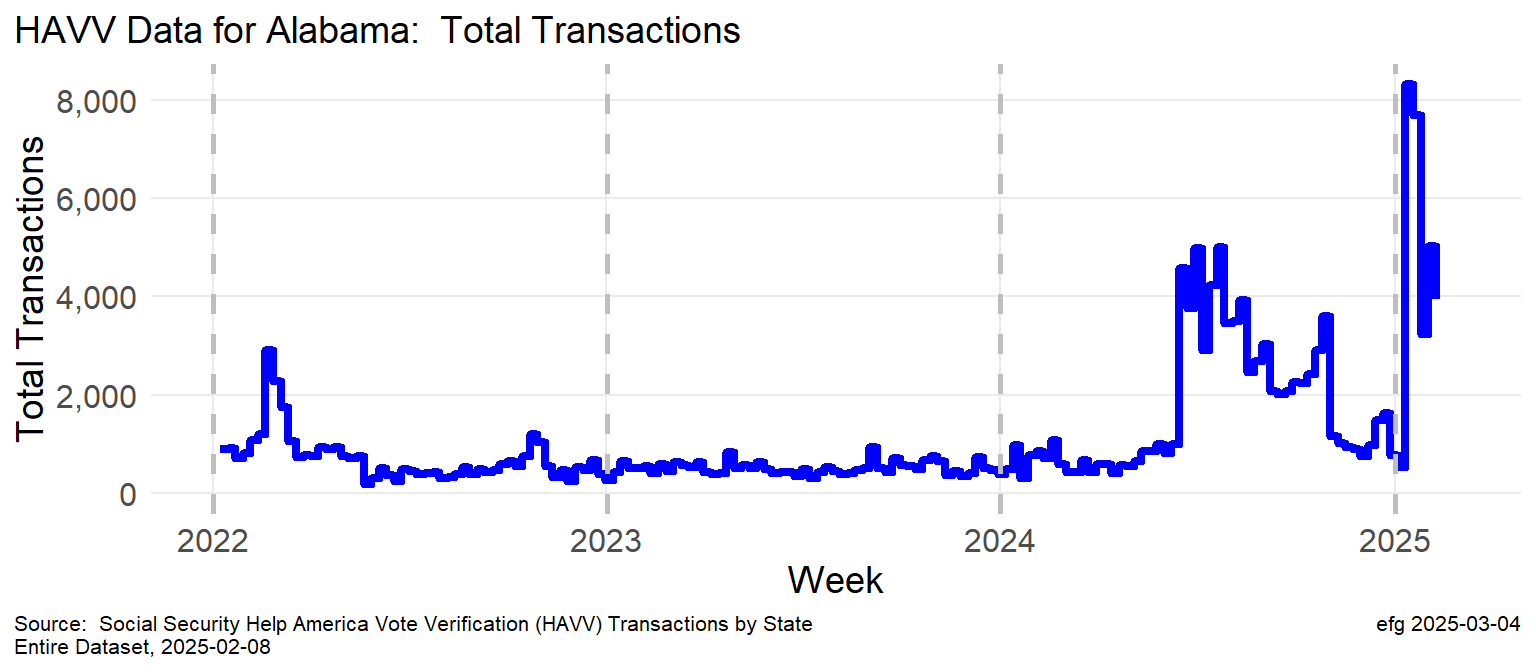 HAVV Data for Alabama:  Total Transactions
Total Transactions
8,000
6,000
4,000
2,000
0
2022
2023
2024
2025
Week
Source:  Social Security Help America Vote Verification (HAVV) Transactions by State
Entire Dataset, 2025-02-08
efg 2025-03-04